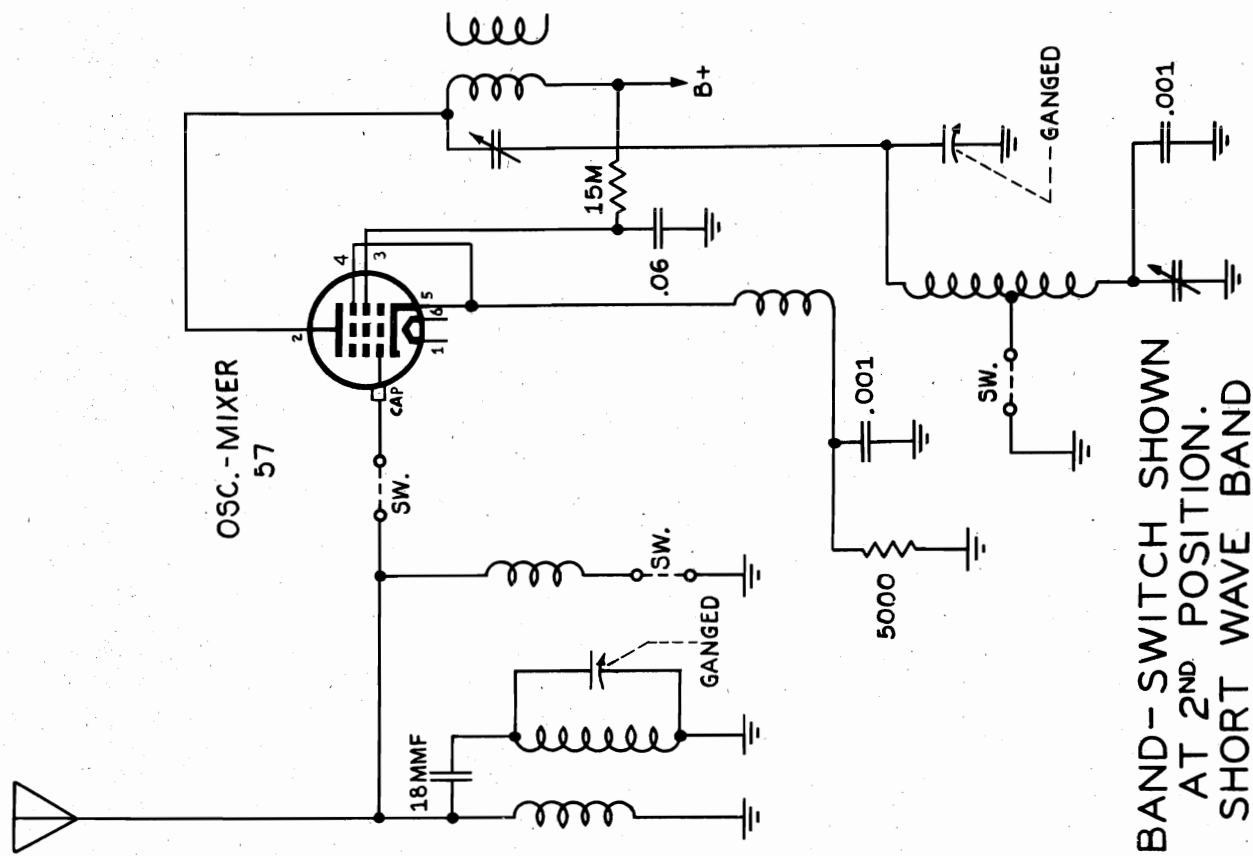 OSC.-MIXER
57
2
4
3
5
6
1
CAP
SW.
15M
B+
.06
18MMF
GANGED
SW.
.001
5000
SW.
GANGED
.001
BAND-SWITCH SHOWN
AT 2ND POSITION.
SHORT WAVE BAND